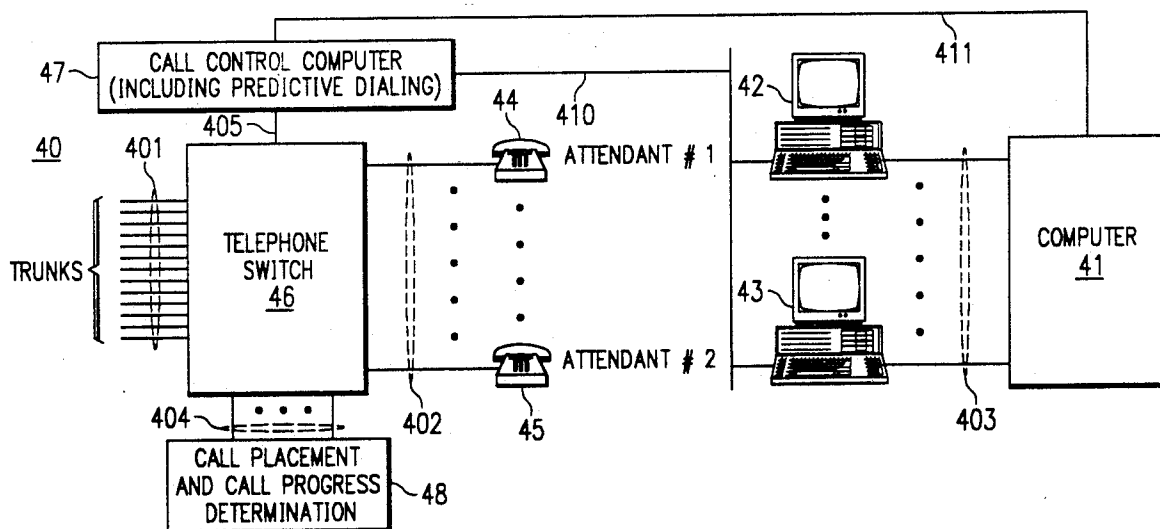 411
47
CALL CONTROL COMPUTER
(INCLUDING PREDICTIVE DIALING)
42
410
44
405
40
401
ATTENDANT # 1
TELEPHONE
SWITCH
46
TRUNKS
COMPUTER
41
43
ATTENDANT # 2
404
402
45
403
CALL PLACEMENT
AND CALL PROGRESS
DETERMINATION
48